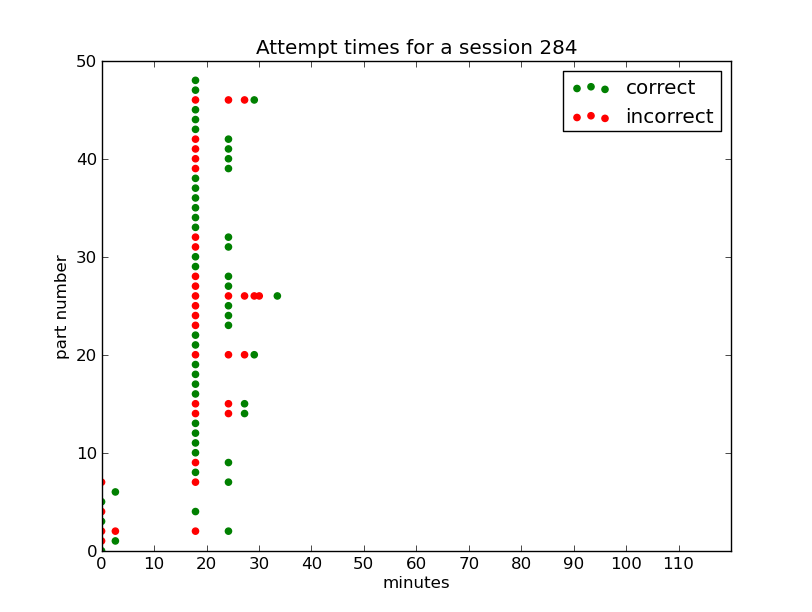 Attempt times for a session 284
correct
incorrect
50
40
30
20
10
0
part number
0 10 20 30 40 50 60 70 80 90 100 110
minutes